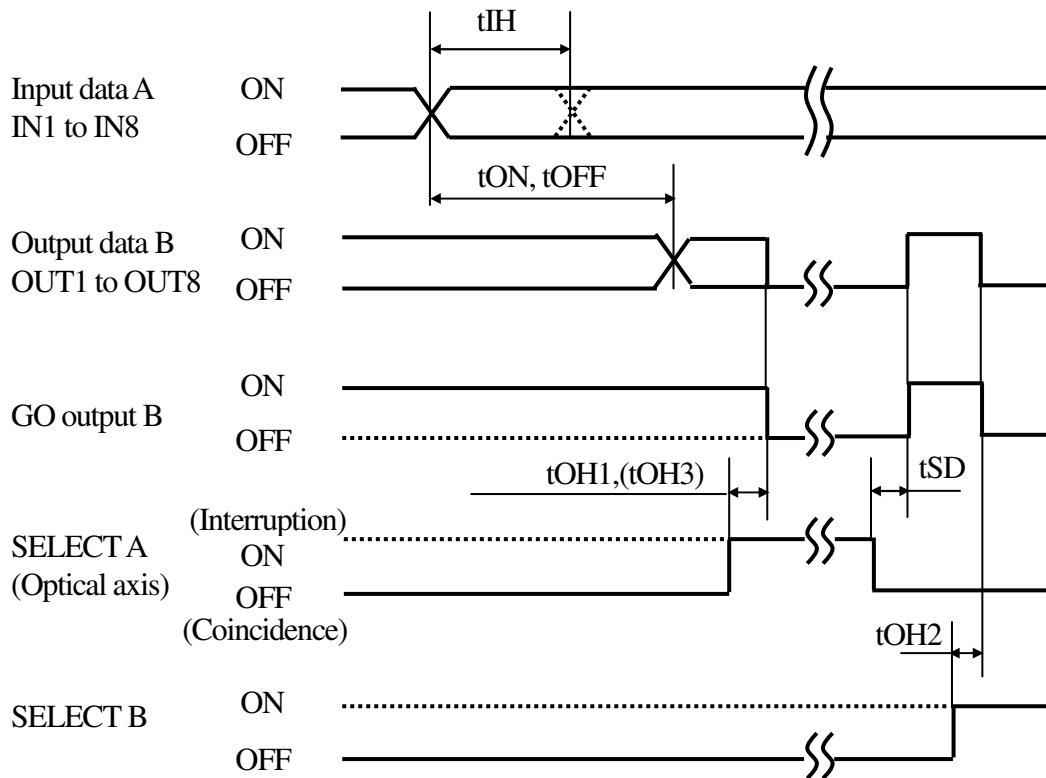 tIH
Input data A
IN1 to IN8
ON
OFF
tON, tOFF
Output data B
OUT1 to OUT8
ON
OFF
GO output B
ON
OFF
tOH1,(tOH3)
tSD
SELECT A
(Optical axis)
(Interruption)
ON
OFF
(Coincidence)
tOH2
SELECT B
ON
OFF